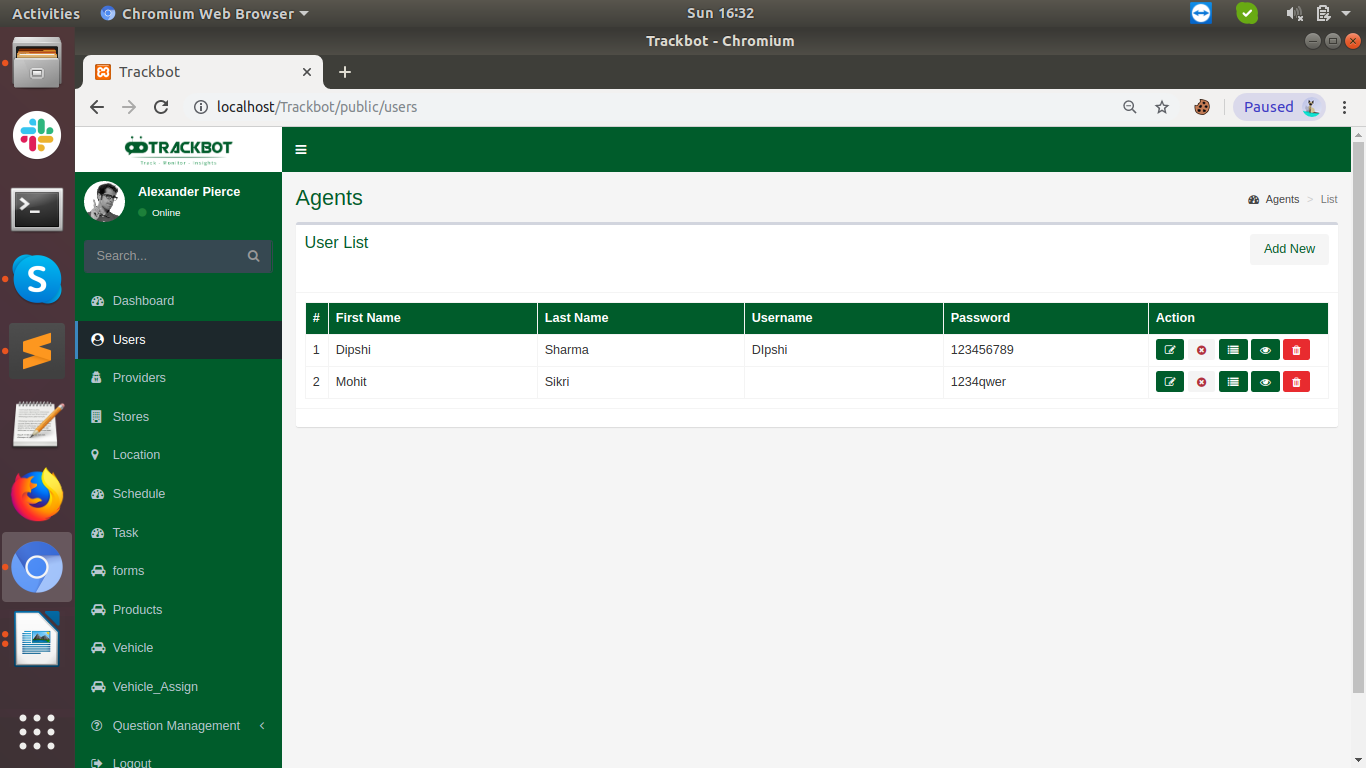 Activities Chromium Web Browser Sun 16:32
Trackbot - Chromium
Trackbot
localhost/Trackbot/public/users Paused
TRACKBOT
Track - Monitor - Insights
Alexander Pierce
Online
Search...
Dashboard
Users
Providers
Stores
Location
Schedule
Task
forms
Products
Vehicle
Vehicle_Assign
Question Management
Logout
Agents
Agents > List
User List
Add New
# First Name Last Name Username Password Action
1 Dipshi Sharma DIpshi 123456789
2 Mohit Sikri 1234qwer